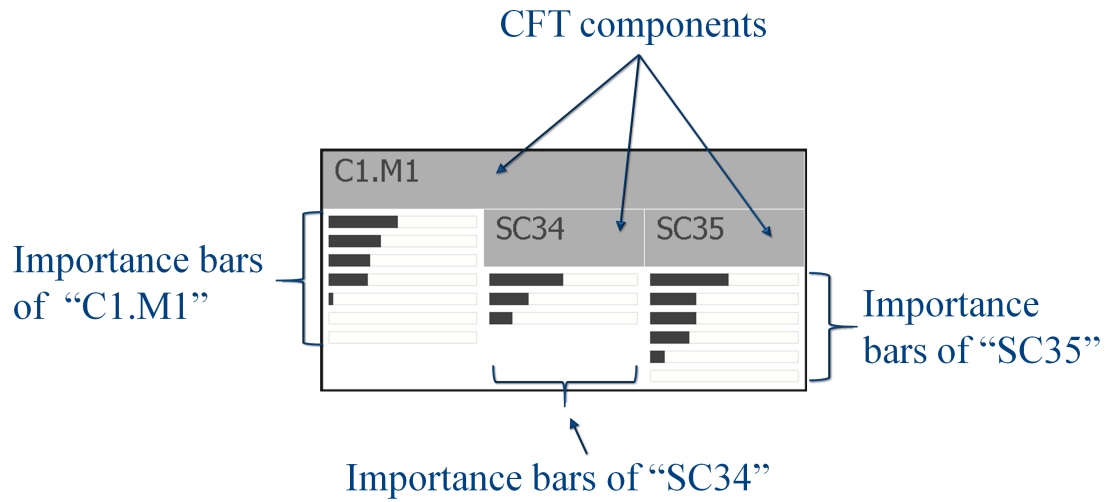 CFT components
C1.M1
SC34
SC35
Importance bars
of “C1.M1”
Importance
bars of “SC35”
Importance bars of “SC34”